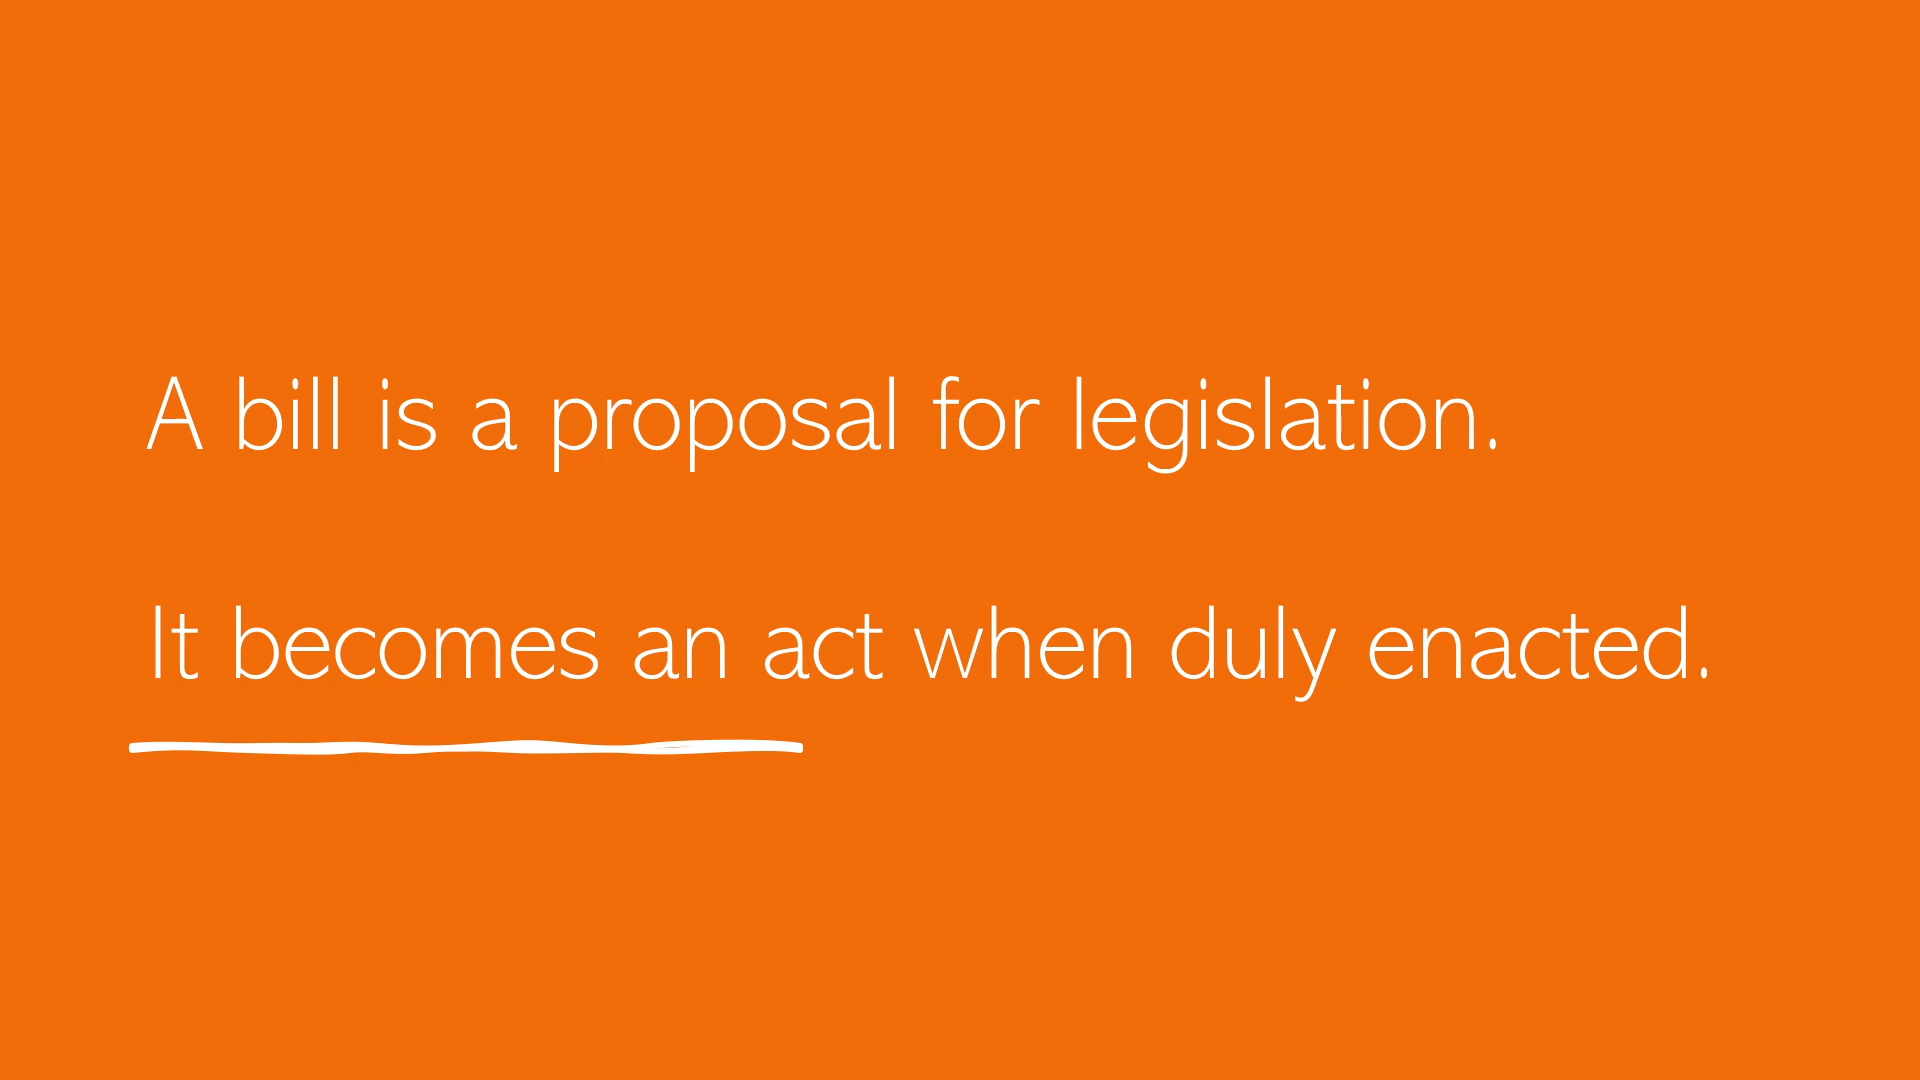 A bill is a proposal for legislation.
It becomes an act when duly enacted.